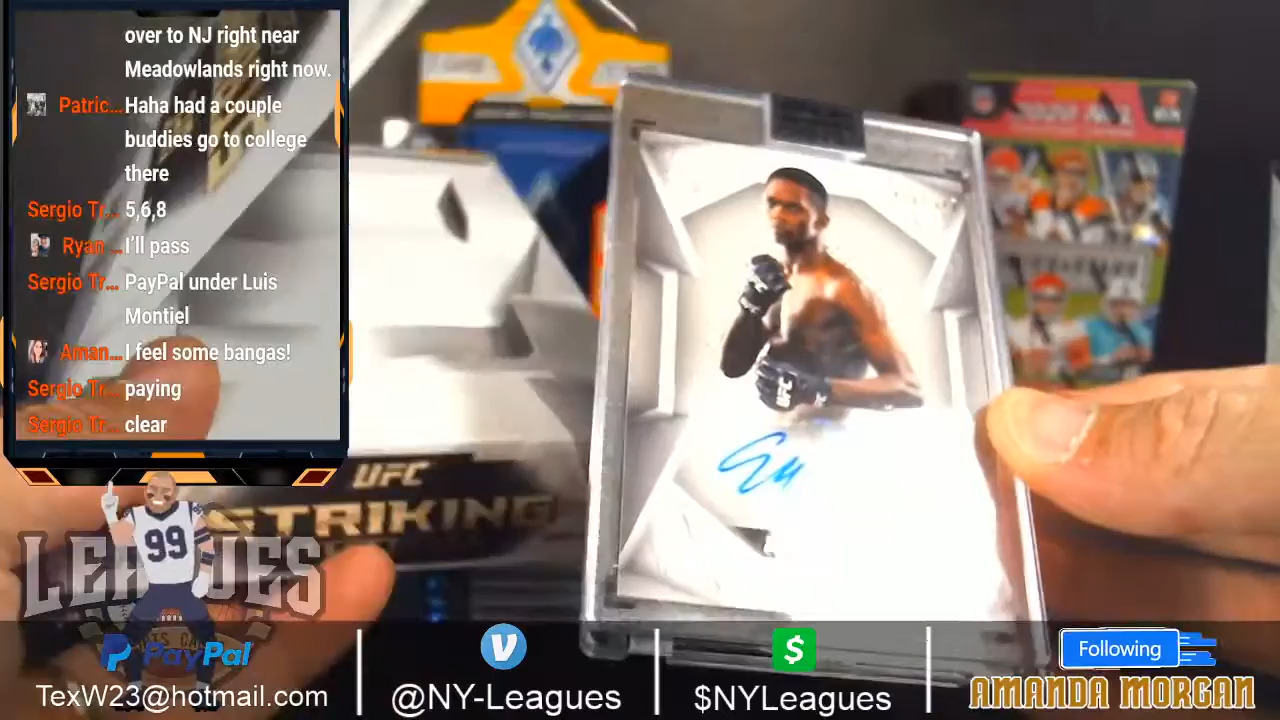 over to NJ right near
Meadowlands right now.
Patric... Haha had a couple
buddies go to college
there
Sergio Tr... 5,6,8
Ryan ... I'll pass
Sergio Tr... PayPal under Luis
Montiel
Aman... I feel some bangas!
Sergio Tr... paying
Sergio Tr... clear
UFC
STRIKING
UFC
99
LEAGUES
PayPal
TexW23@hotmail.com
@NY-Leagues
$
$NYLeagues
Following
AMANDA MORGAN